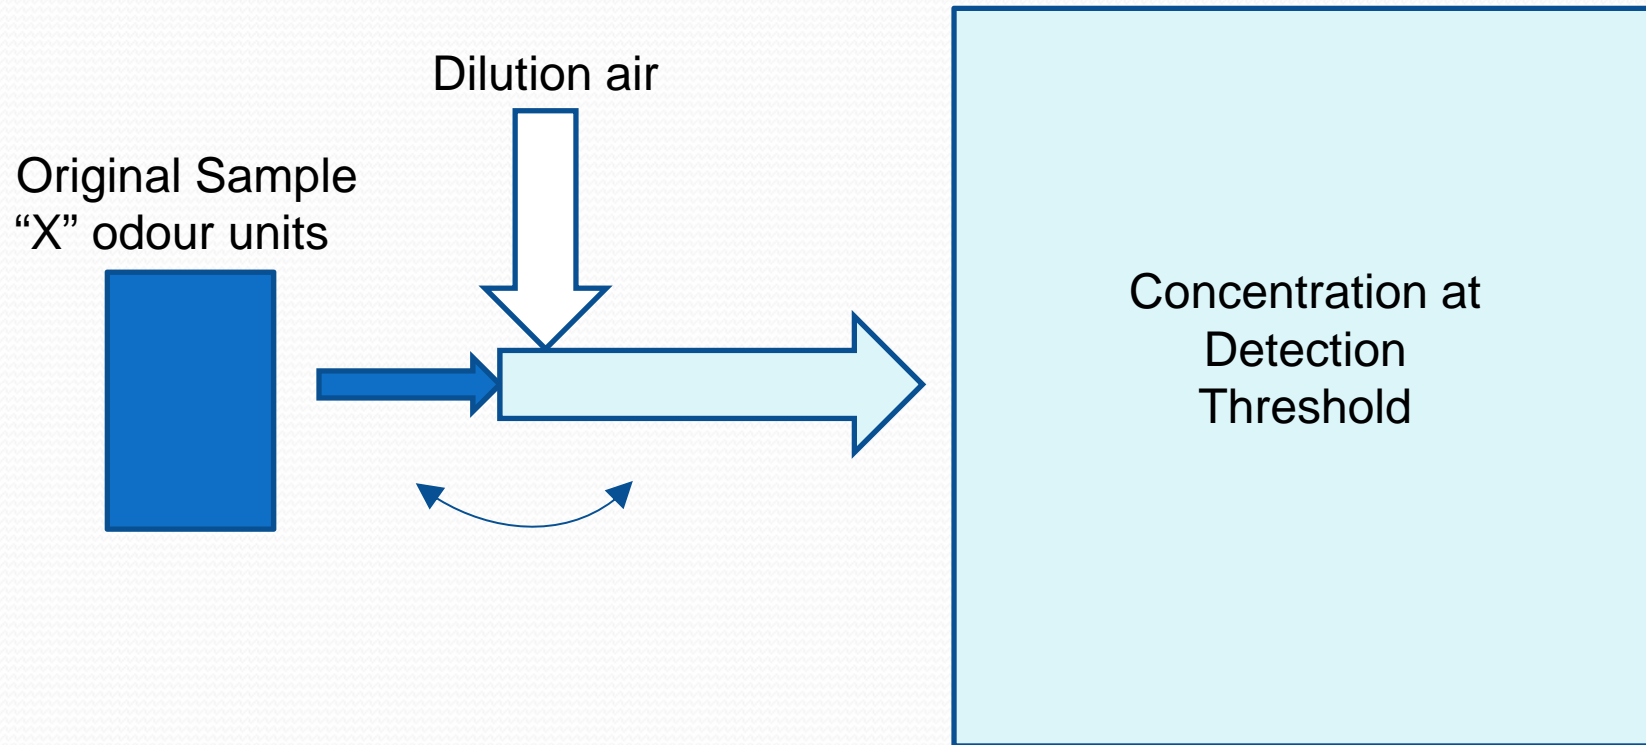 Dilution air
Original Sample
“X” odour units
Concentration at
Detection
Threshold